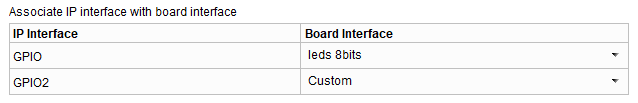 Associate IP interface with board interface
IP Interface Board Interface
GPIO leds 8bits
GPIO2 Custom